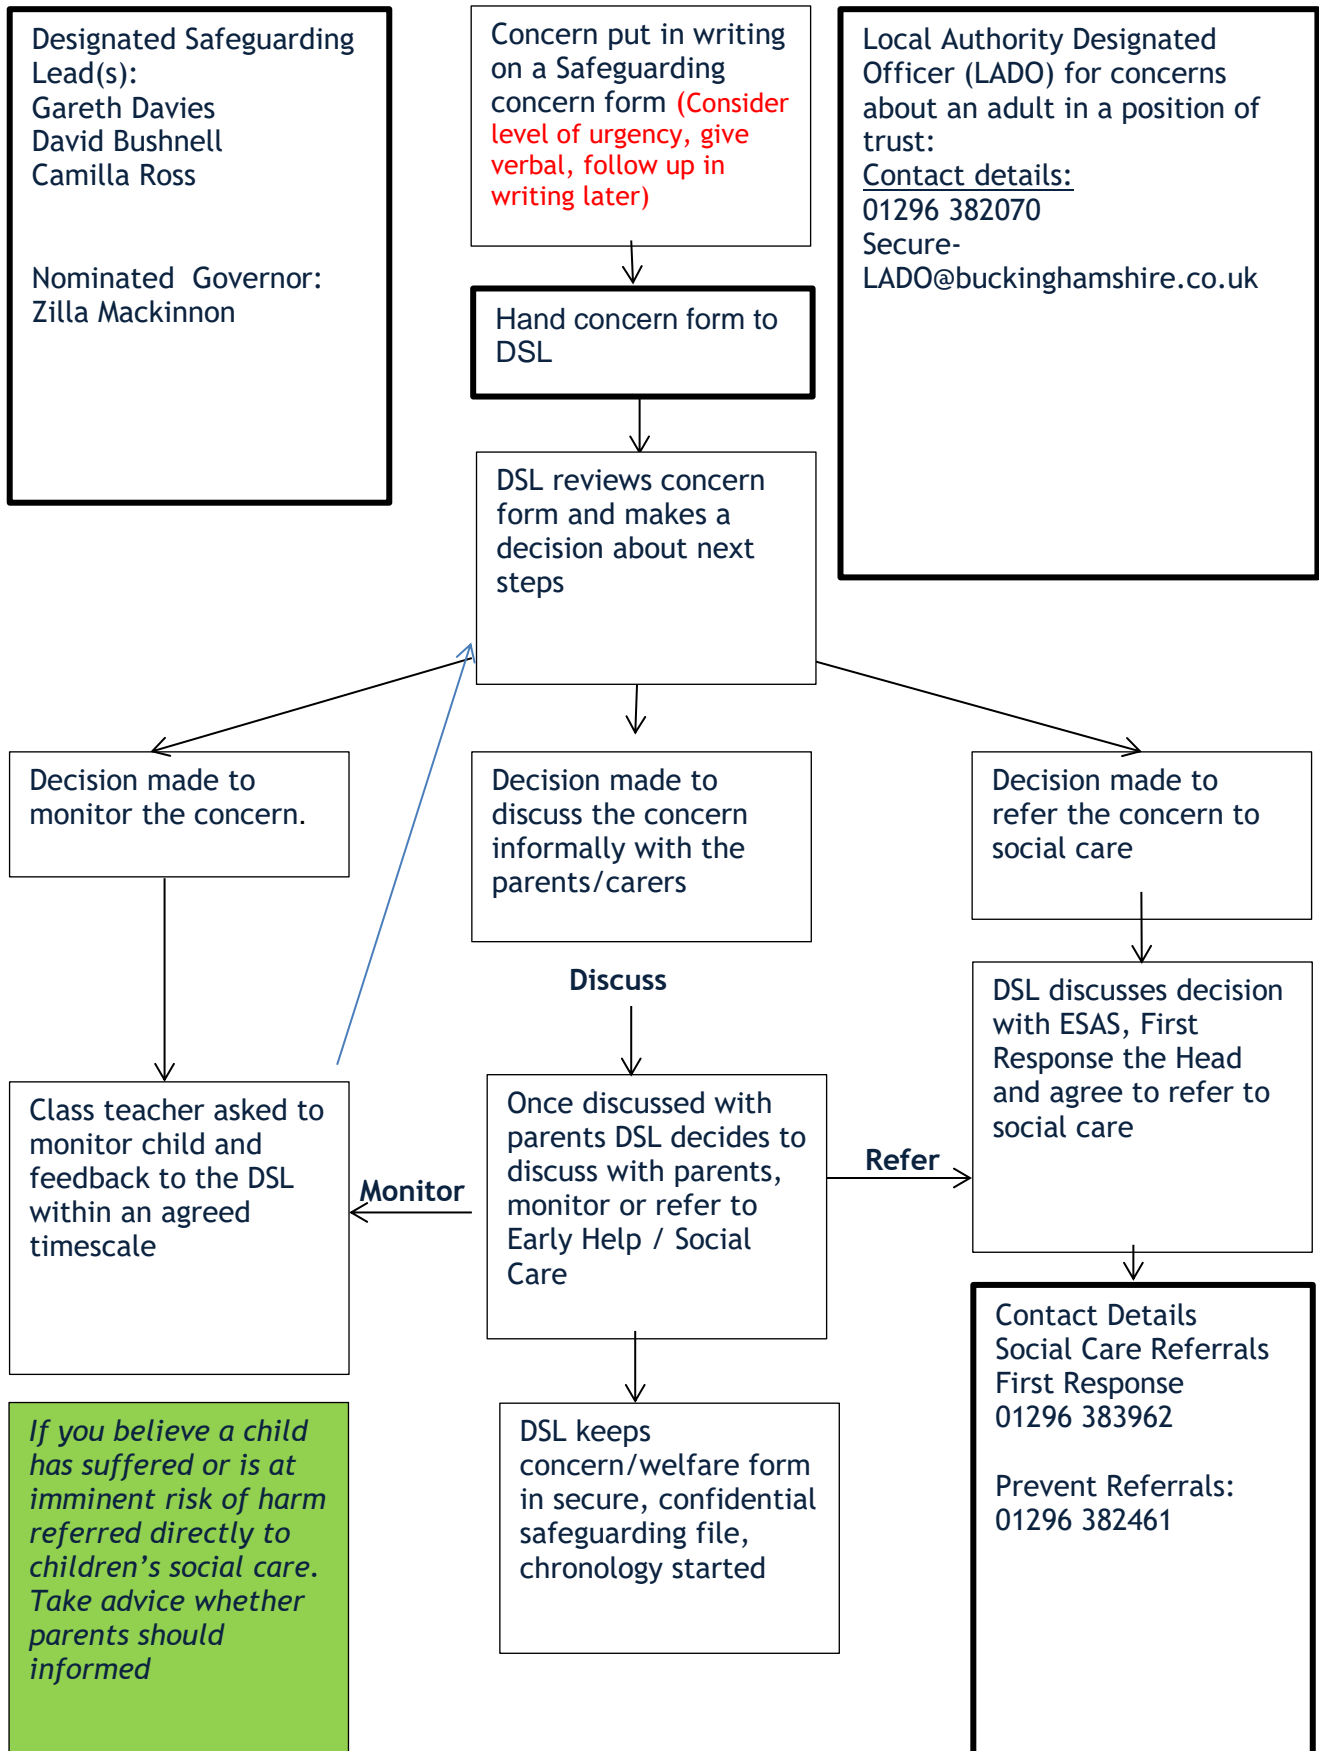 Designated Safeguarding
Lead(s):
Gareth Davies
David Bushnell
Camilla Ross
Nominated  Governor:
Zilla Mackinnon
Concern put in writing
on a Safeguarding
concern form (Consider
level of urgency, give
verbal, follow up in
writing later)
Local Authority Designated
Officer (LADO) for concerns
about an adult in a position of
trust:
Contact details:
01296 382070
Secure-
LADO@buckinghamshire.co.uk
Hand concern form to
DSL
DSL reviews concern
form and makes a
decision about next
steps
Decision made to
monitor the concern.
Decision made to
discuss the concern
informally with the
parents/carers
Decision made to
refer the concern to
social care
Discuss
DSL discusses decision
with ESAS, First
Response the Head
and agree to refer to
social care
Class teacher asked to
monitor child and
feedback to the DSL
within an agreed
timescale
Monitor
Once discussed with
parents DSL decides to
discuss with parents,
monitor or refer to
Early Help / Social
Care
Refer
Contact Details
Social Care Referrals
First Response
01296 383962
Prevent Referrals:
01296 382461
If you believe a child
has suffered or is at
imminent risk of harm
referred directly to
children’s social care.
Take advice whether
parents should
informed
DSL keeps
concern/welfare form
in secure, confidential
safeguarding file,
chronology started